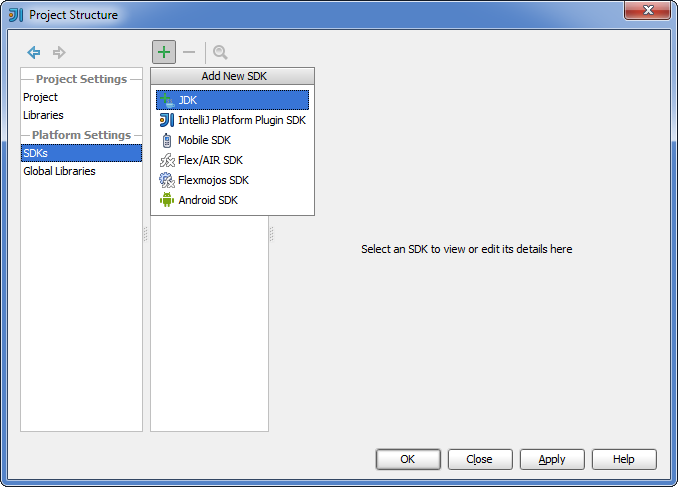 Project Structure
Project Settings
Project
Libraries
Platform Settings
SDKs
Global Libraries
Add New SDK
JDK
IntelliJ Platform Plugin SDK
Mobile SDK
Flex/AIR SDK
Flexmojos SDK
Android SDK
Select an SDK to view or edit its details here
OK
Close
Apply
Help